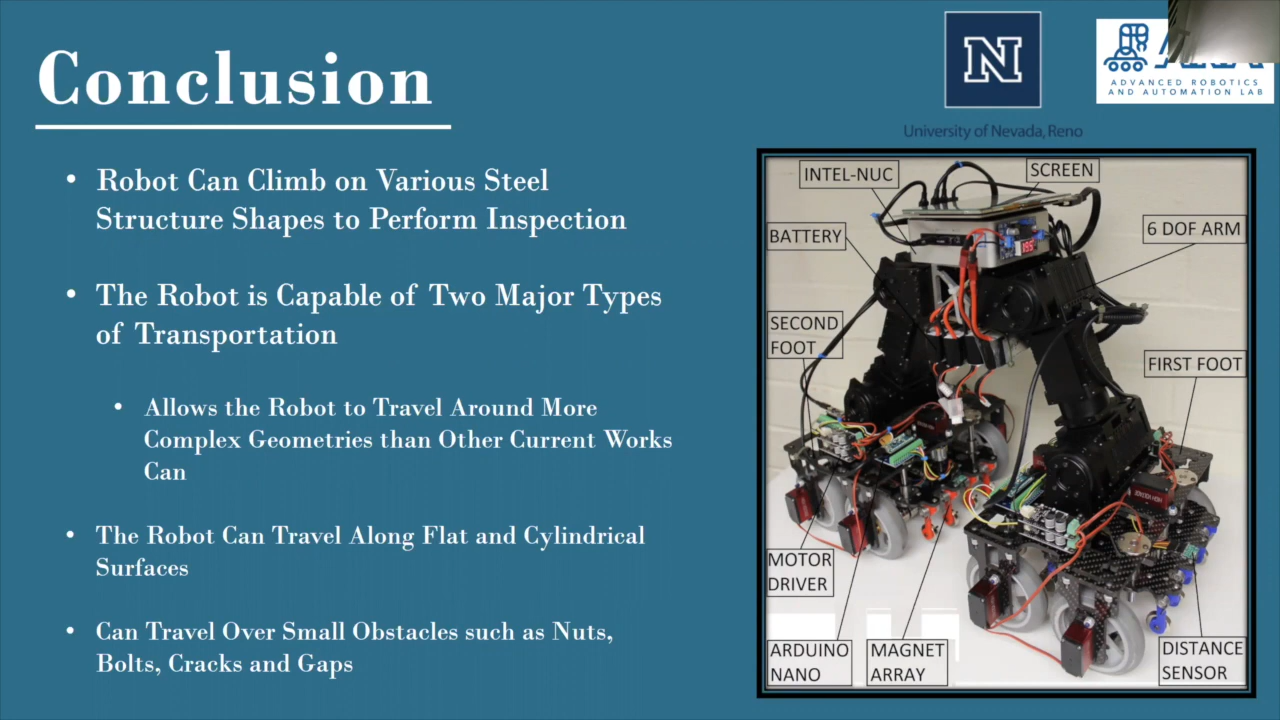 Conclusion
University of Nevada, Reno
ADVANCED ROBOTICS
AND AUTOMATION LAB
• Robot Can Climb on Various Steel
Structure Shapes to Perform Inspection
• The Robot is Capable of Two Major Types
of Transportation
• Allows the Robot to Travel Around More
Complex Geometries than Other Current Works
Can
• The Robot Can Travel Along Flat and Cylindrical
Surfaces
• Can Travel Over Small Obstacles such as Nuts,
Bolts, Cracks and Gaps
N
INTEL-NUC
SCREEN
BATTERY
6 DOF ARM
SECOND
FOOT
FIRST FOOT
MOTOR
DRIVER
ARDUINO
NANO
MAGNET
ARRAY
DISTANCE
SENSOR